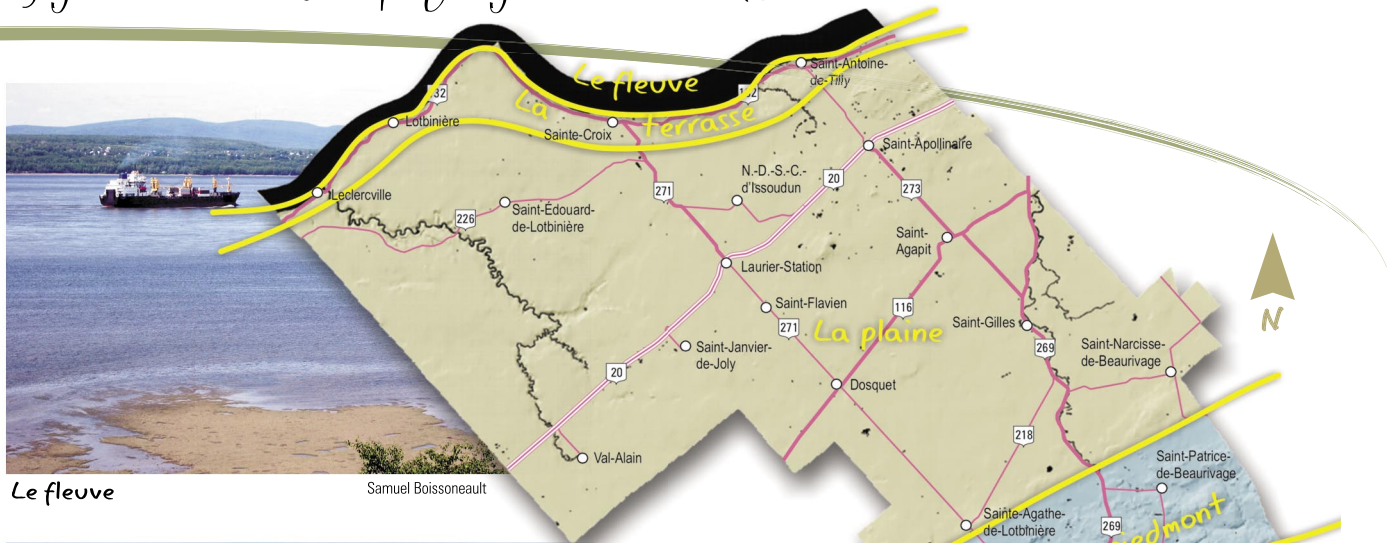 Le fleuve
La terrasse
Saint-Antoine-
de-Tilly
132
132
Lotbinière
Sainte-Croix
Saint-Apollinaire
Leclercville
N.-D.-S.-C.-
d'Issoudun
20
273
271
226
Saint-Édouard-
de-Lotbinière
Saint-
Agapit
Laurier-Station
Saint-Flavien
116
271
La plaine
Saint-Gilles
269
Saint-Narcisse-
de-Beaurivage
Saint-Janvier-
de-Joly
20
Dosquet
N
218
Val-Alain
Saint-Patrice-
de-Beaurivage
Sainte-Agathe-
de-Lotbinière
269
Le fleuve
Samuel Boissoneault